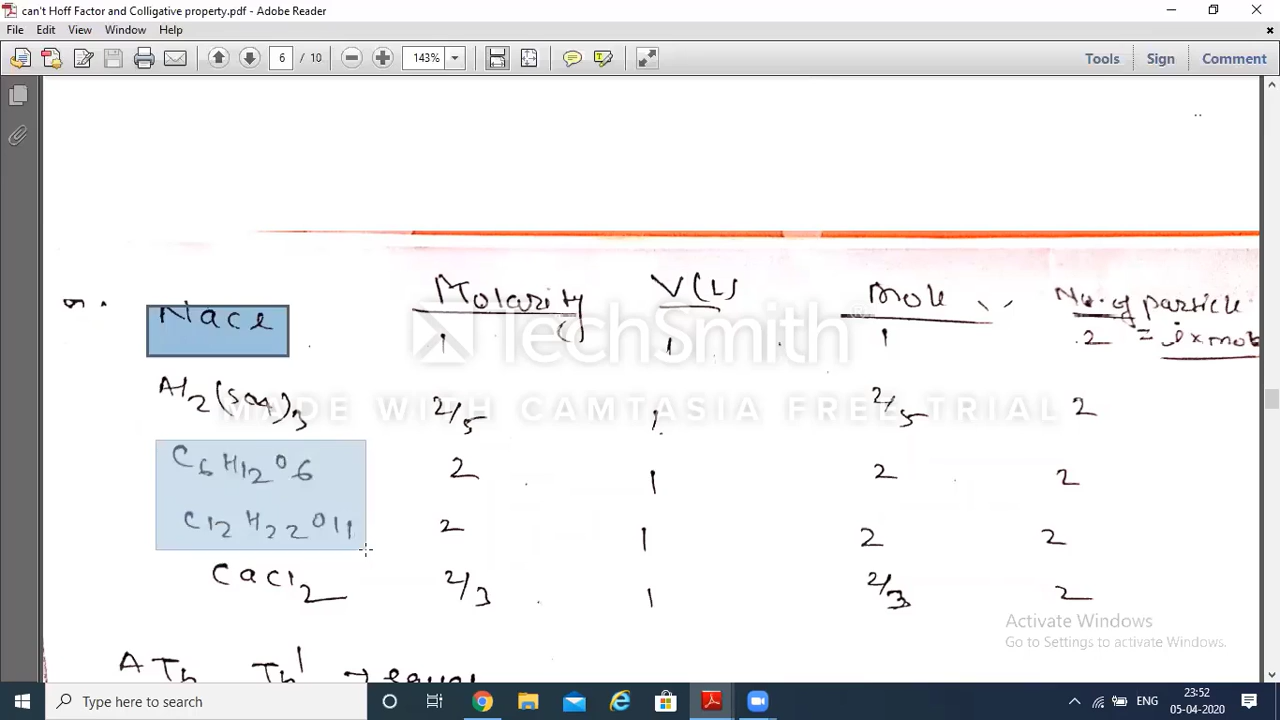 can't Hoff Factor and Colligative property.pdf - Adobe Reader
File Edit View Window Help
6 / 10 143% Tools Sign Comment
Molarity V(L) mole No. of particle
NaCl 1 1 1 2 = i x mole
Al2(SO4)3 2/5 1 2/5 2
C6H12O6 2 1 2 2
C12H22O11 2 1 2 2
CaCl2 2/3 1 2/3 2
TechSmith
MADE WITH CAMTASIA FREE TRIAL
Activate Windows
Go to Settings to activate Windows.
Type here to search ENG 23:52
05-04-2020